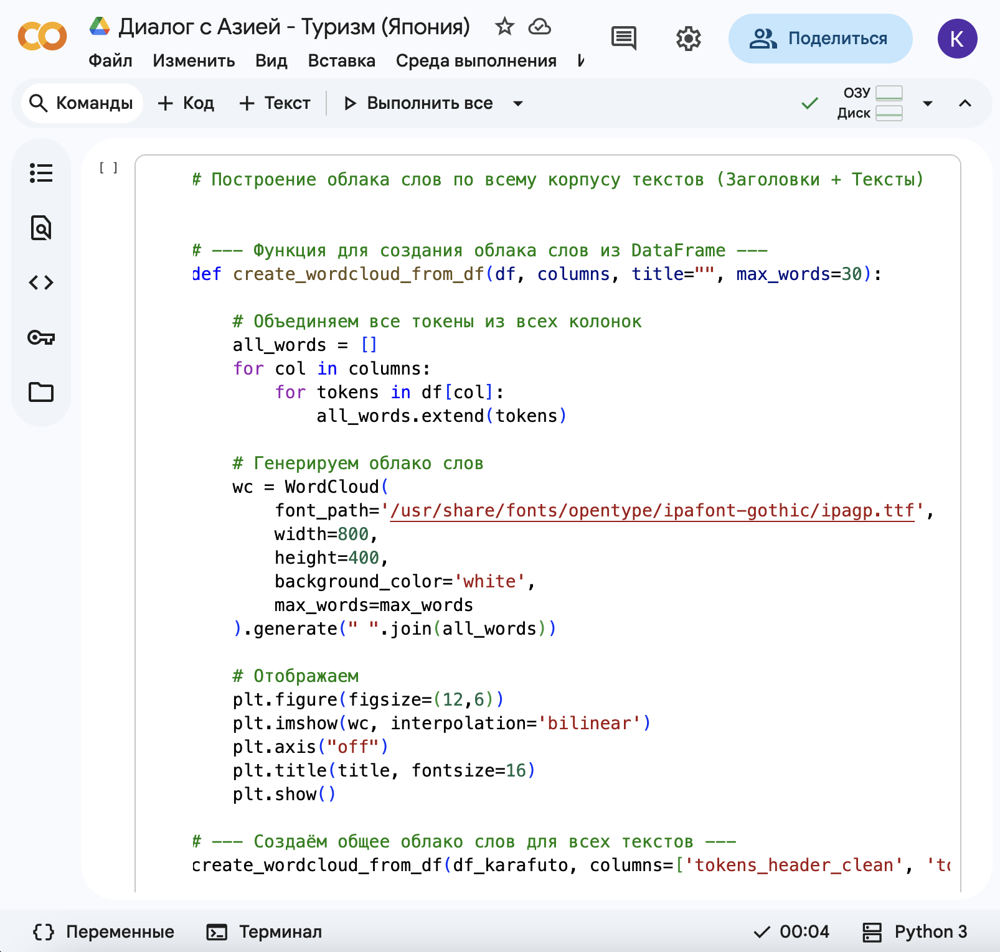 Диалог с Азией - Туризм (Япония)
Поделиться
K
Файл Изменить Вид Вставка Среда выполнения
Команды + Код + Текст Выполнить все
ОЗУ
Диск
[ ]
# Построение облака слов по всему корпусу текстов (Заголовки + Тексты)
# --- Функция для создания облака слов из DataFrame ---
def create_wordcloud_from_df(df, columns, title="", max_words=30):
# Объединяем все токены из всех колонок
all_words = []
for col in columns:
for tokens in df[col]:
all_words.extend(tokens)
# Генерируем облако слов
wc = WordCloud(
font_path='/usr/share/fonts/opentype/ipafont-gothic/ipagp.ttf',
width=800,
height=400,
background_color='white',
max_words=max_words
).generate(" ".join(all_words))
# Отображаем
plt.figure(figsize=(12,6))
plt.imshow(wc, interpolation='bilinear')
plt.axis("off")
plt.title(title, fontsize=16)
plt.show()
# --- Создаём общее облако слов для всех текстов ---
create_wordcloud_from_df(df_karafuto, columns=['tokens_header_clean',
Переменные Терминал 00:04 Python 3